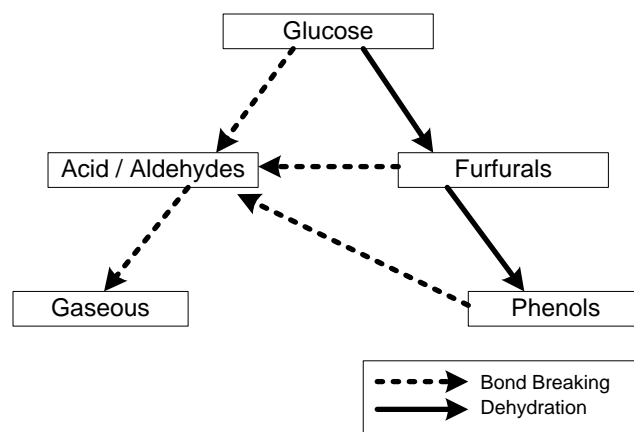 Glucose
Acid / Aldehydes
Furfurals
Gaseous
Phenols
Bond Breaking
Dehydration